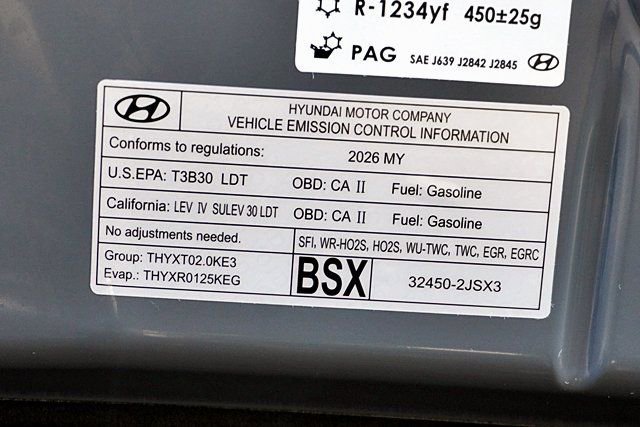 R-1234yf 450±25g
PAG SAE J639 J2842 J2845
HYUNDAI MOTOR COMPANY
VEHICLE EMISSION CONTROL INFORMATION
Conforms to regulations: 2026 MY
U.S.EPA: T3B30 LDT OBD: CA II Fuel: Gasoline
California: LEV IV SULEV 30 LDT OBD: CA II Fuel: Gasoline
No adjustments needed. SFI, WR-HO2S, HO2S, WU-TWC, TWC, EGR, EGRC
Group: THYXT02.0KE3
Evap.: THYXR0125KEG
BSX 32450-2JSX3